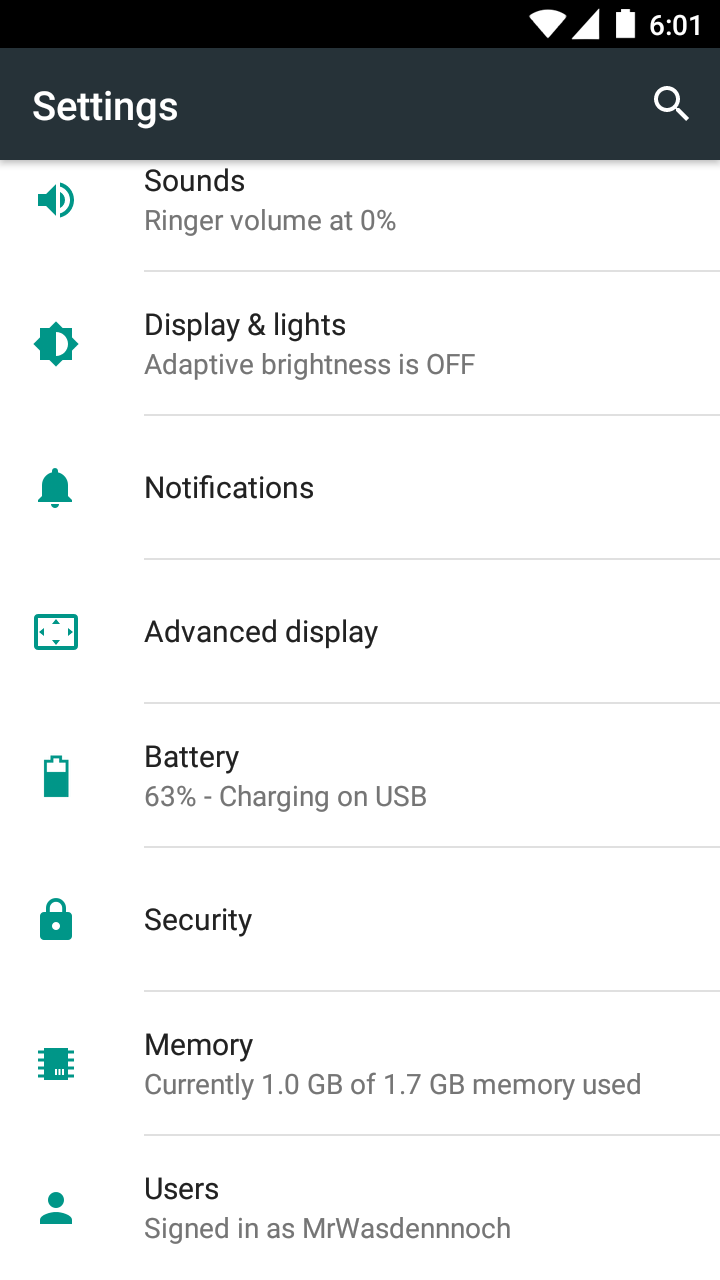 6:01
Settings
Sounds
Ringer volume at 0%
Display & lights
Adaptive brightness is OFF
Notifications
Advanced display
Battery
63% - Charging on USB
Security
Memory
Currently 1.0 GB of 1.7 GB memory used
Users
Signed in as MrWasdennnoch